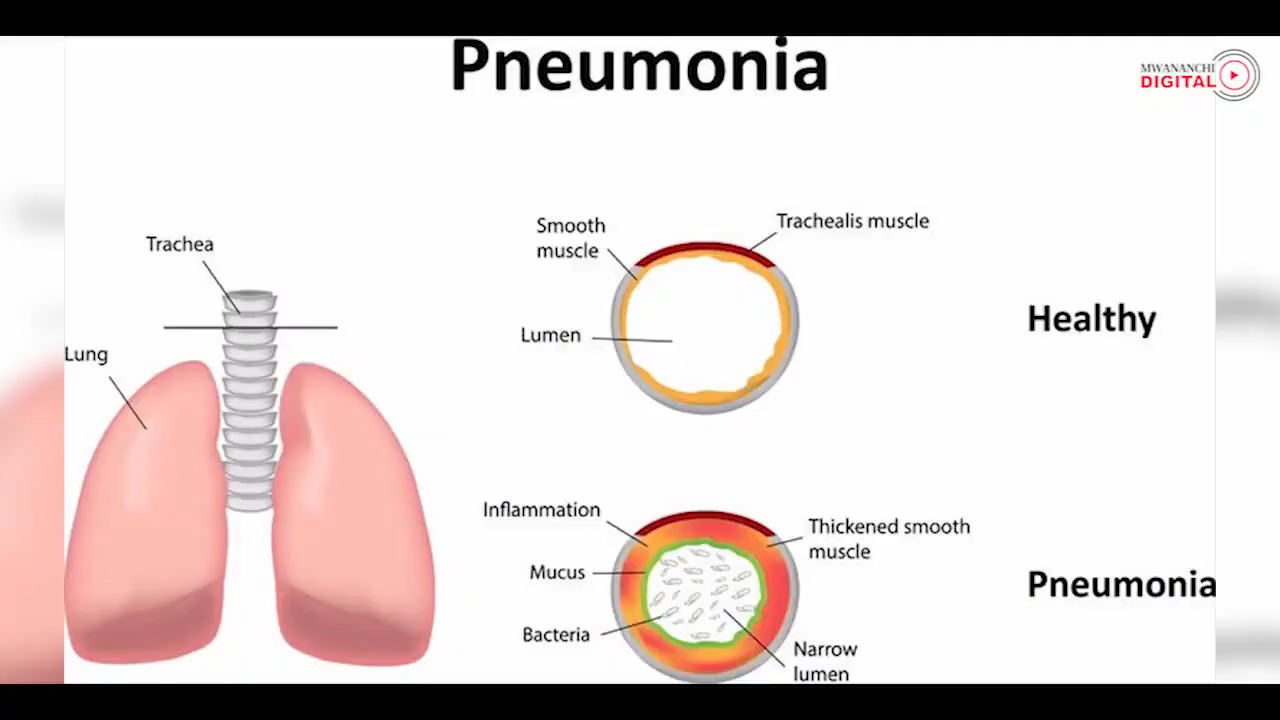 Pneumonia
MWANANCHI
DIGITAL
Smooth
muscle
Trachealis muscle
Trachea
Lumen
Healthy
Lung
Inflammation
Thickened smooth
muscle
Mucus
Pneumonia
Bacteria
Narrow
lumen